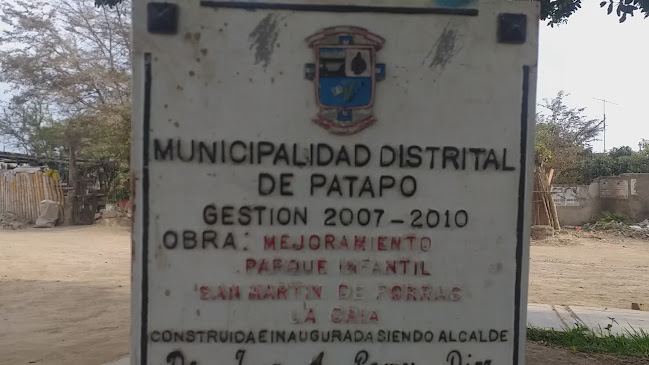 MUNICIPALIDAD DISTRITAL
DE PATAPO
GESTION 2007-2010
OBRA: MEJORAMIENTO
PARQUE INFANTIL
"SAN MARTIN DE PORRAS"
LA CRIA
CONSTRUIDA E INAUGURADA SIENDO ALCALDE